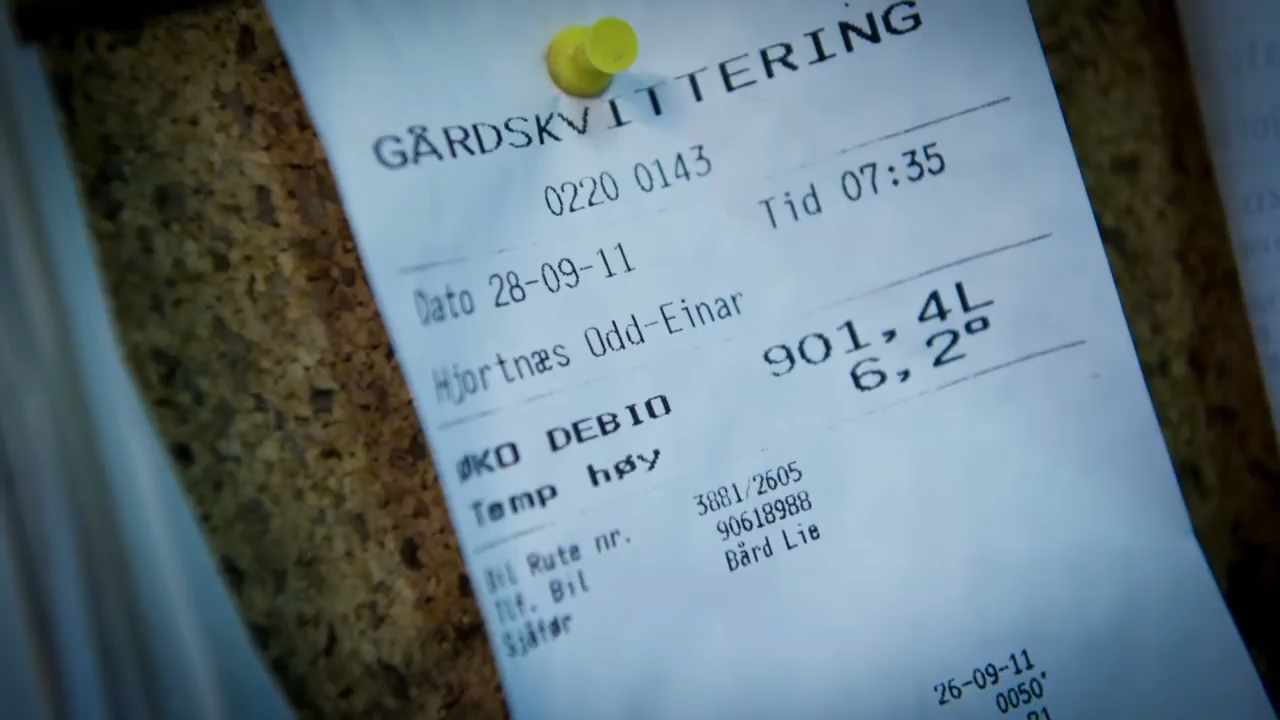 GÅRDSKVITTERING
0220 0143
Dato 28-09-11 Tid 07:35
Hjortnæs Odd-Einar
ØKO DEBIO 901,4L
Temp høy 6,2°
Bil Rute nr. 3881/2605
Tlf. Bil 90618988
Sjåfør Bård Lie
26-09-11
0050